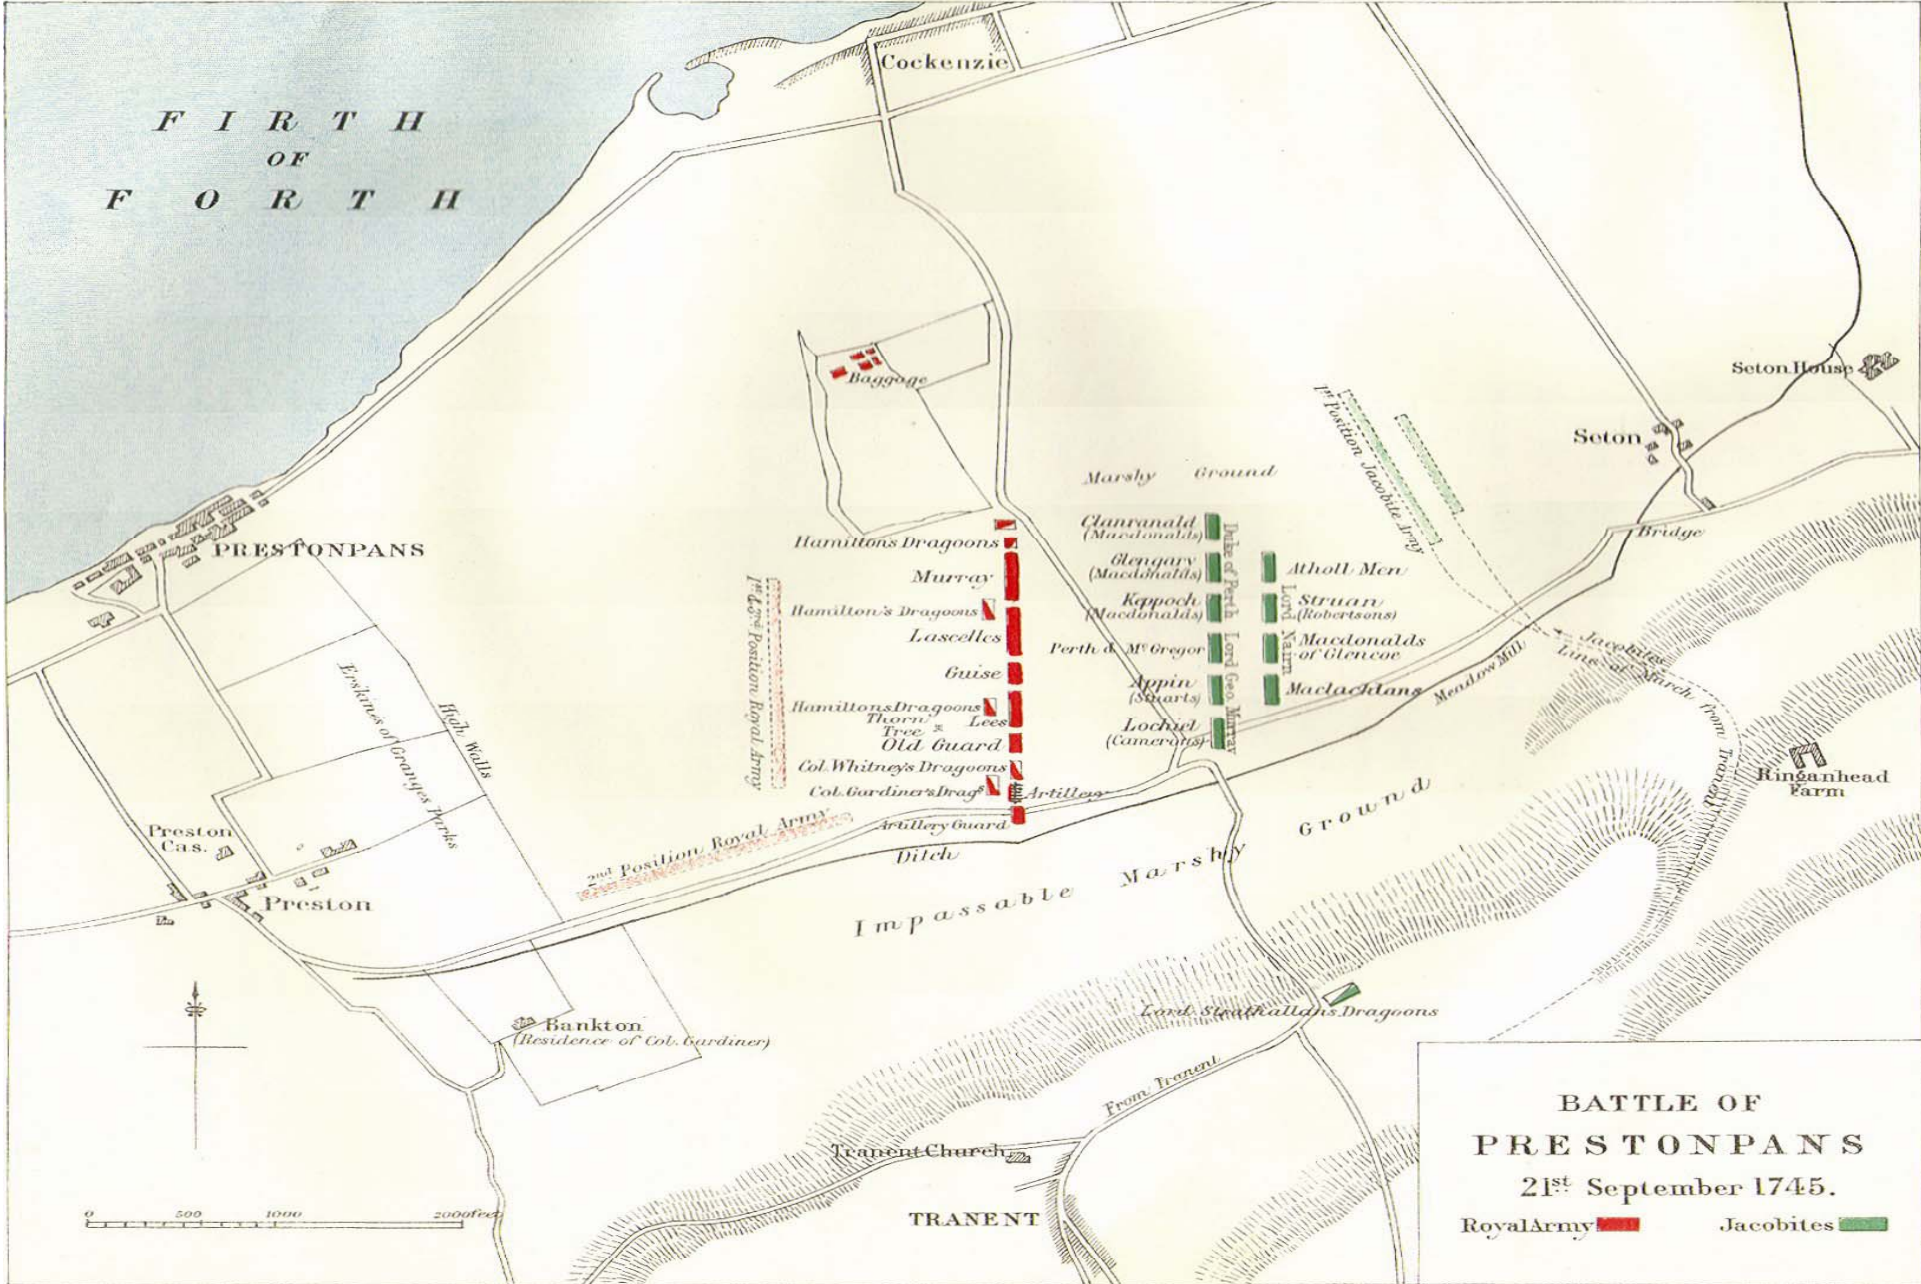 FIRTH
OF
FORTH
Cockenzie
Baggage
Seton House
Seton
Bridge
1st Position Jacobite Army
Marshy Ground
PRESTONPANS
Hamiltons Dragoons
Murray
Hamilton's Dragoons
Lascelles
Guise
Hamiltons Dragoons
Thorn
Tree
Lees
Old Guard
Col. Whitney's Dragoons
Col. Gardiners Drags
Artillery
Artillery Guard
1st & 3rd Position Royal Army
2nd Position Royal Army
Clanranald
(Macdonalds)
Glengary
(Macdonalds)
Keppoch
(Macdonalds)
Perth & McGregor
Appin
(Stuarts)
Lochiel
(Camerons)
Duke of Perth
Lord Geo. Murray
Lord Nairn
Atholl Men
Struan
(Robertsons)
Macdonalds
of Glencoe
Maclachlans
Meadow Mill
Jacobites
Line of March from Tranent
Ringanhead
Farm
Erskines of Granges Parks
High Walls
Preston
Cas.
Preston
Ditch
Impassable Marshy Ground
Bankton
(Residence of Col. Gardiner)
Lord Strathallans Dragoons
From Tranent
Tranent Church
TRANENT
0 500 1000 2000 feet
BATTLE OF
PRESTONPANS
21st September 1745.
Royal Army
Jacobites